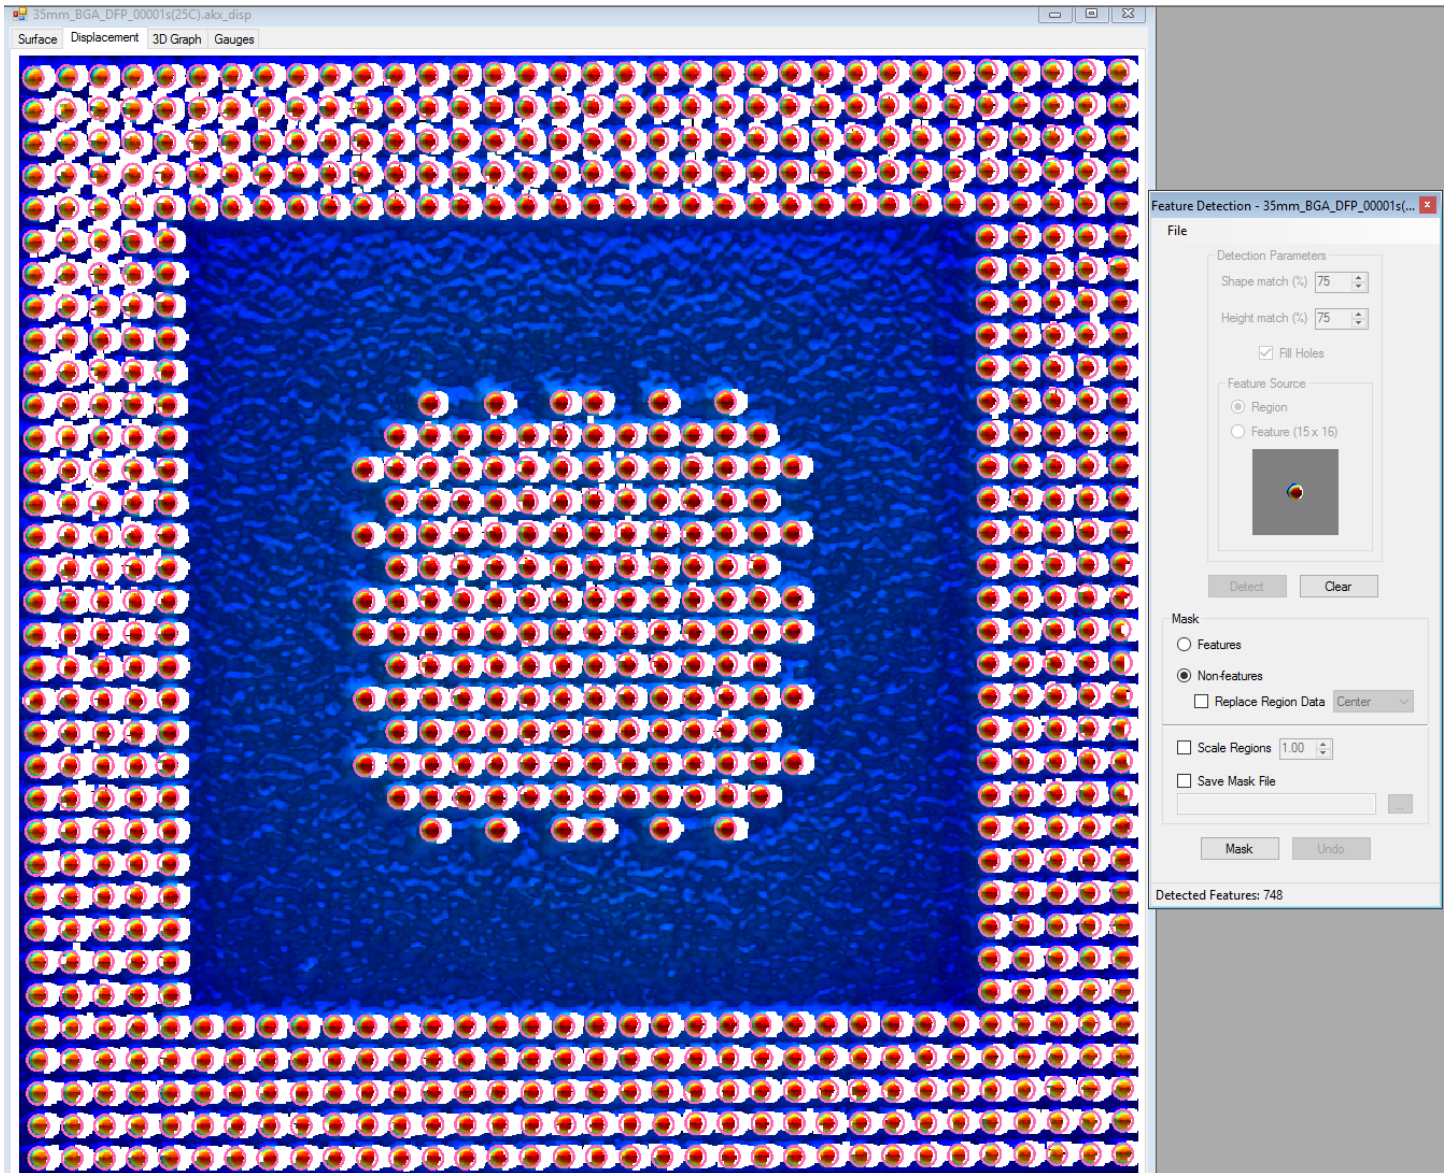 35mm_BGA_DFP_00001s(25C).akx_disp
Surface Displacement 3D Graph Gauges
Feature Detection - 35mm_BGA_DFP_00001s(...
File
Detection Parameters
Shape match (%) 75
Height match (%) 75
Fill Holes
Feature Source
Region
Feature (15 x 16)
Detect Clear
Mask
Features
Non-features
Replace Region Data Center
Scale Regions 1.00
Save Mask File
...
Mask Undo
Detected Features: 748